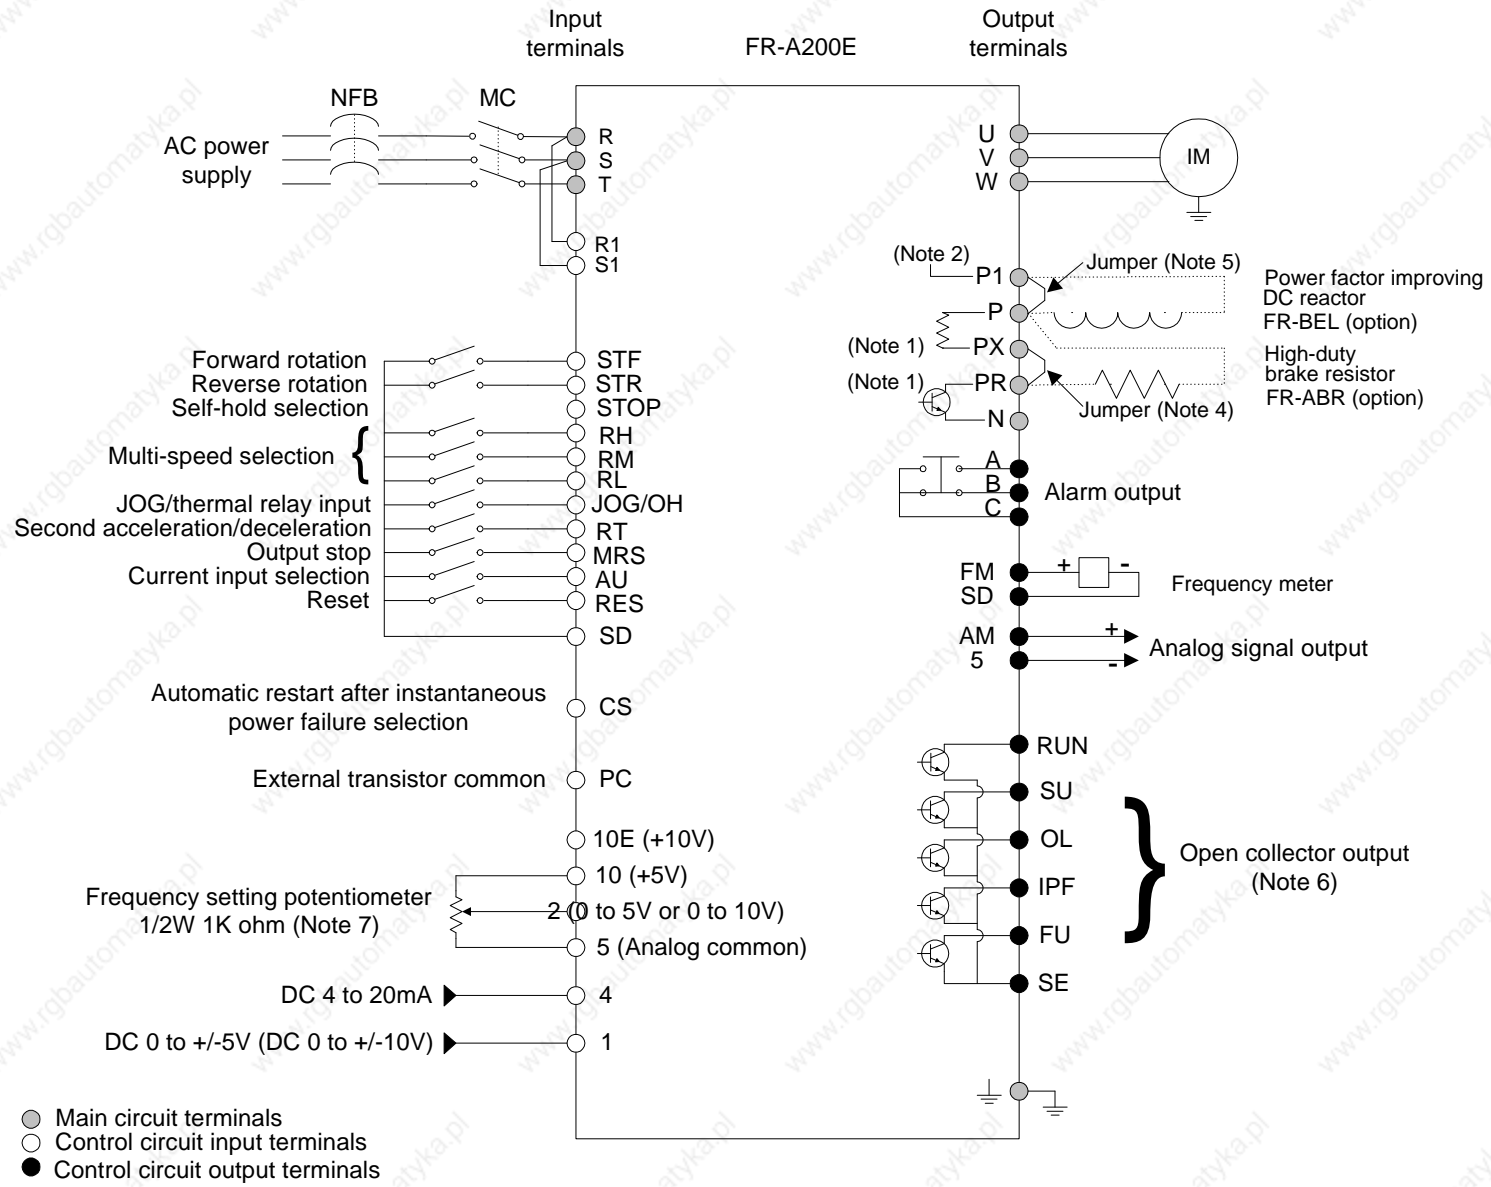 Input
terminals
FR-A200E
Output
terminals
NFB
MC
AC power
supply
R
S
T
R1
S1
U
V
W
IM
(Note 2)
P1
Jumper (Note 5)
Power factor improving
DC reactor
FR-BEL (option)
P
(Note 1)
PX
High-duty
brake resistor
FR-ABR (option)
(Note 1)
PR
Jumper (Note 4)
N
Forward rotation
STF
Reverse rotation
STR
Self-hold selection
STOP
Multi-speed selection
{
RH
RM
RL
JOG/thermal relay input
JOG/OH
Second acceleration/deceleration
RT
Output stop
MRS
Current input selection
AU
Reset
RES
SD
A
B
C
Alarm output
FM
SD
+
-
Frequency meter
AM
5
+
-
Analog signal output
Automatic restart after instantaneous
power failure selection
CS
External transistor common
PC
10E (+10V)
10 (+5V)
Frequency setting potentiometer
1/2W 1K ohm (Note 7)
2 (0 to 5V or 0 to 10V)
5 (Analog common)
DC 4 to 20mA
4
DC 0 to +/-5V (DC 0 to +/-10V)
1
RUN
SU
OL
IPF
FU
SE
}
Open collector output
(Note 6)
Main circuit terminals
Control circuit input terminals
Control circuit output terminals
www.rgbautomatyka.pl